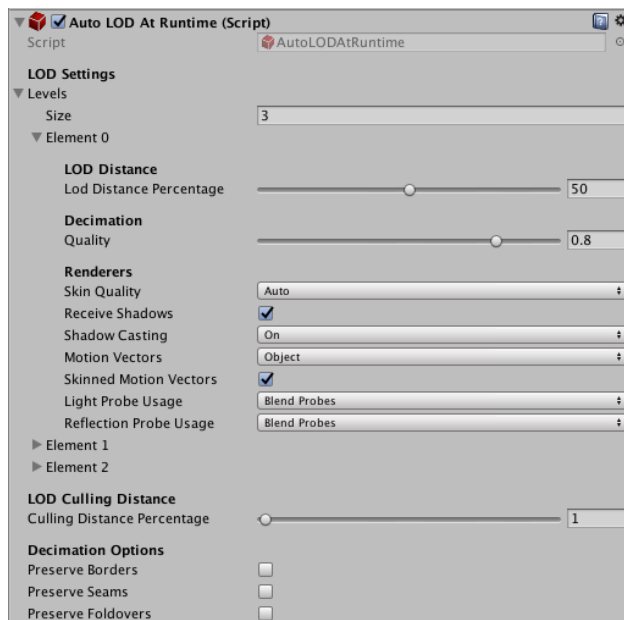 Auto LOD At Runtime (Script)
Script AutoLODAtRuntime
LOD Settings
Levels
Size 3
Element 0
LOD Distance
Lod Distance Percentage 50
Decimation
Quality 0.8
Renderers
Skin Quality Auto
Receive Shadows
Shadow Casting On
Motion Vectors Object
Skinned Motion Vectors
Light Probe Usage Blend Probes
Reflection Probe Usage Blend Probes
Element 1
Element 2
LOD Culling Distance
Culling Distance Percentage 1
Decimation Options
Preserve Borders
Preserve Seams
Preserve Foldovers